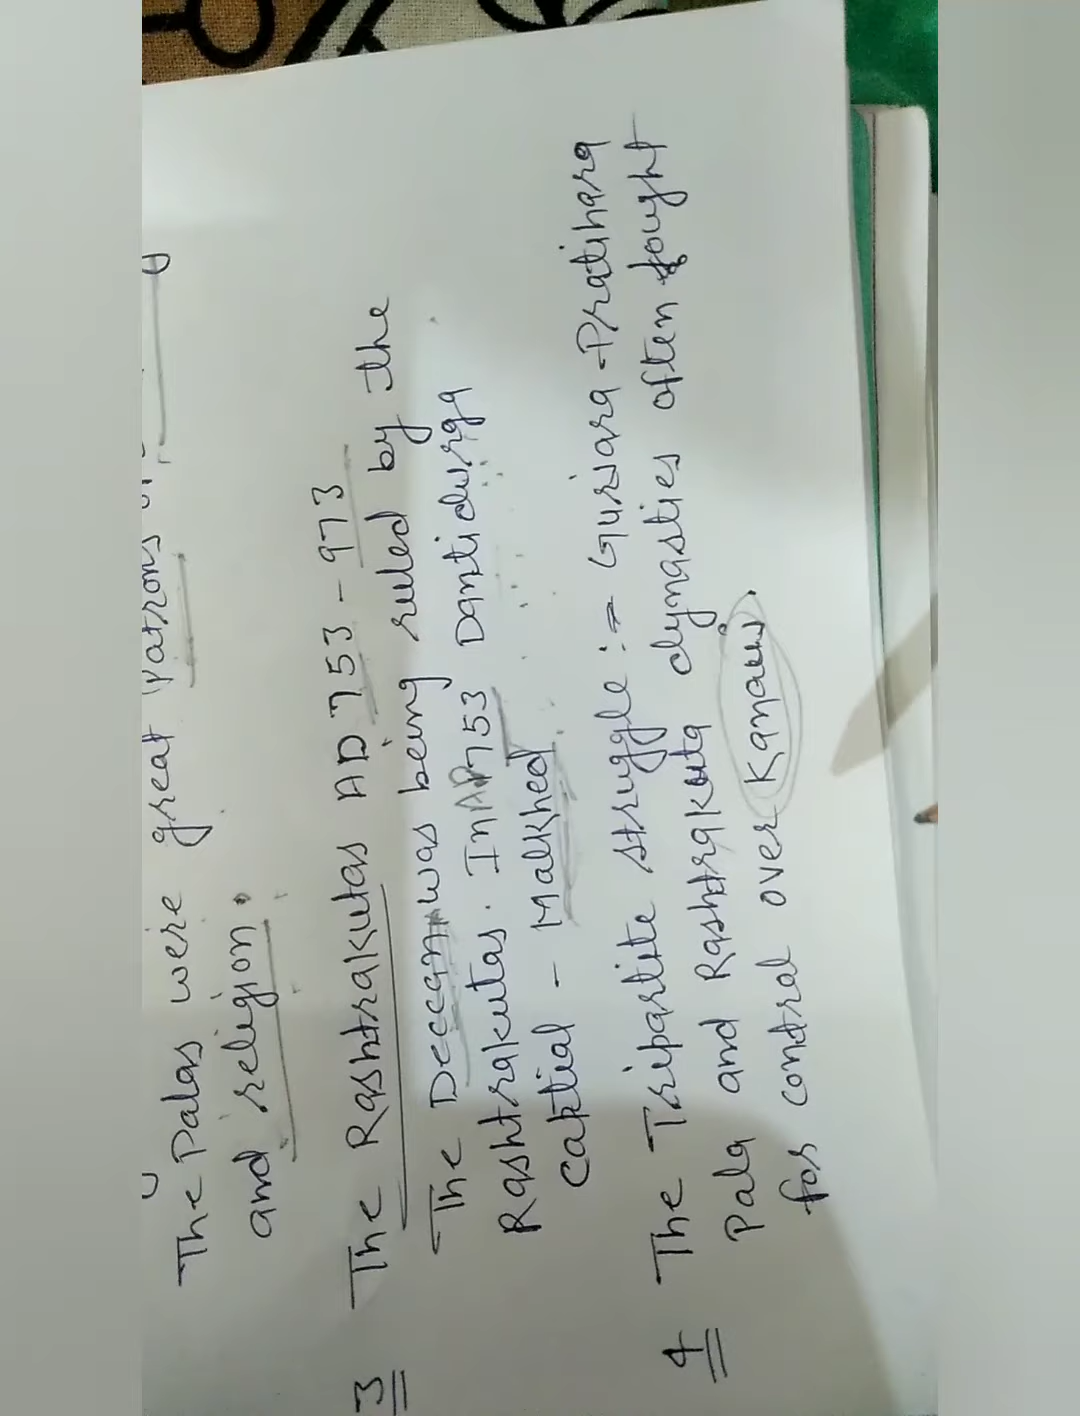 The Palas were great patrons
and religion.
3 The Rashtrakutas AD 753-973
The Deccan was being ruled by the
Rashtrakutas. In AD 753 Dantidurga
Caktial - Malkhed
4 The Tripartite struggle :- Gurjara-Pratihara
Pala and Rashtrakuta dynasties often fought
for control over Kanauj.